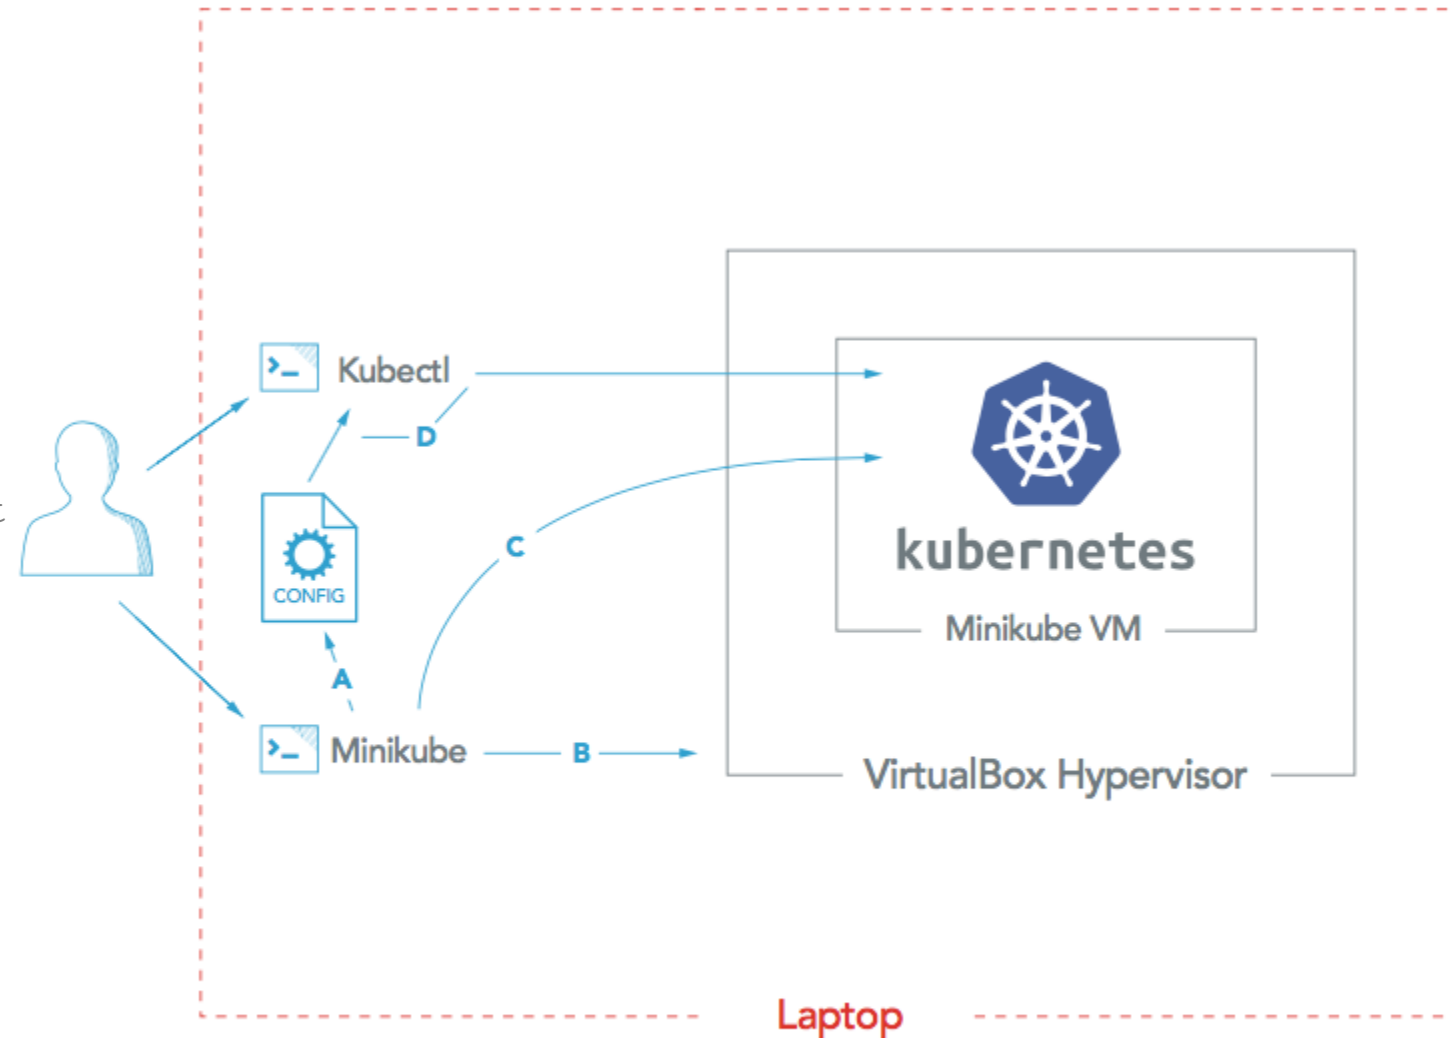 Kubectl
D
CONFIG
A
C
Minikube
B
kubernetes
Minikube VM
VirtualBox Hypervisor
Laptop